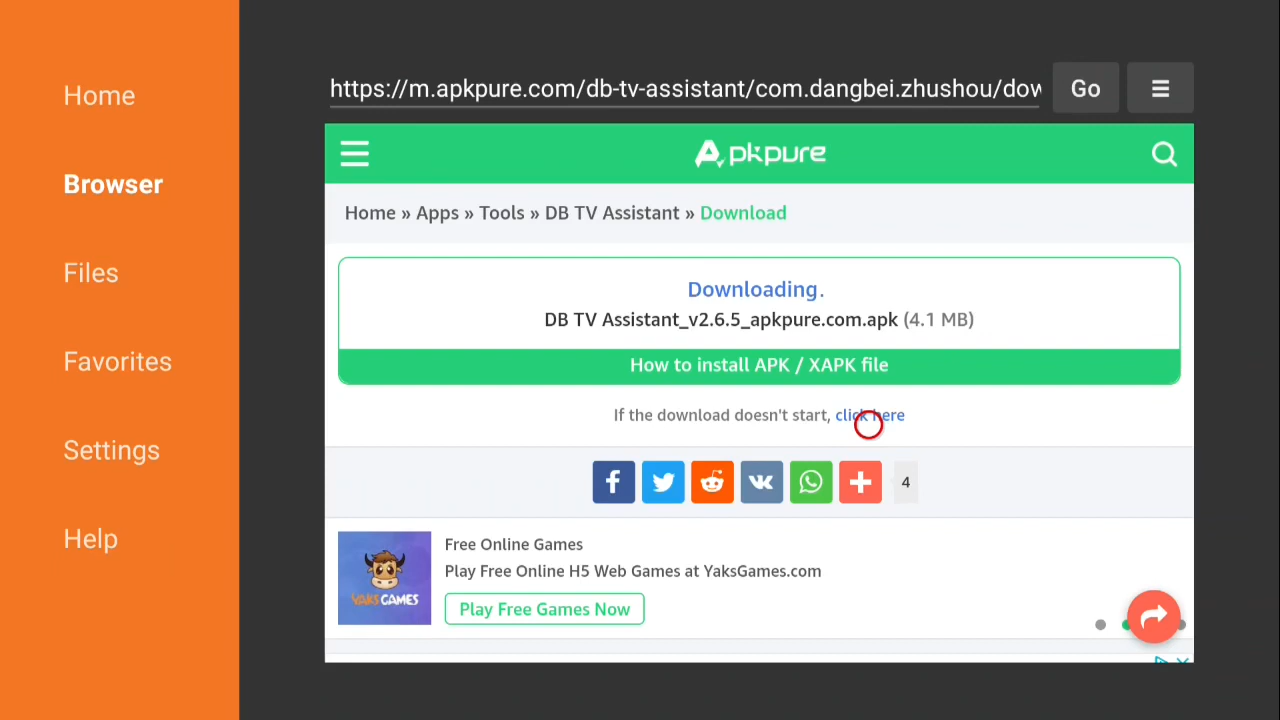 Home
Browser
Files
Favorites
Settings
Help
https://m.apkpure.com/db-tv-assistant/com.dangbei.zhushou/dow
Go
Apkpure
Home » Apps » Tools » DB TV Assistant » Download
Downloading.
DB TV Assistant_v2.6.5_apkpure.com.apk (4.1 MB)
How to install APK / XAPK file
If the download doesn't start, click here
4
Free Online Games
Play Free Online H5 Web Games at YaksGames.com
YAKS GAMES
Play Free Games Now